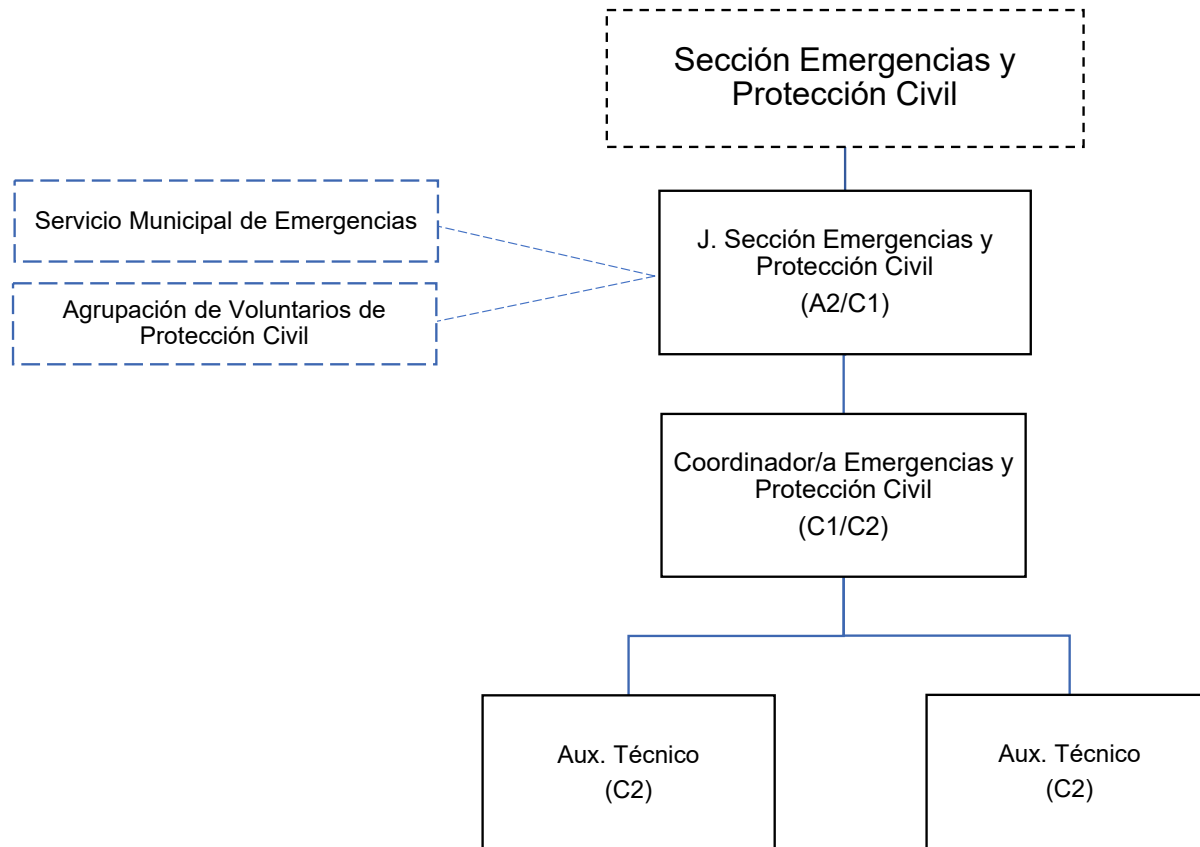 Sección Emergencias y
Protección Civil
Servicio Municipal de Emergencias
Agrupación de Voluntarios de
Protección Civil
J. Sección Emergencias y
Protección Civil
(A2/C1)
Coordinador/a Emergencias y
Protección Civil
(C1/C2)
Aux. Técnico
(C2)
Aux. Técnico
(C2)